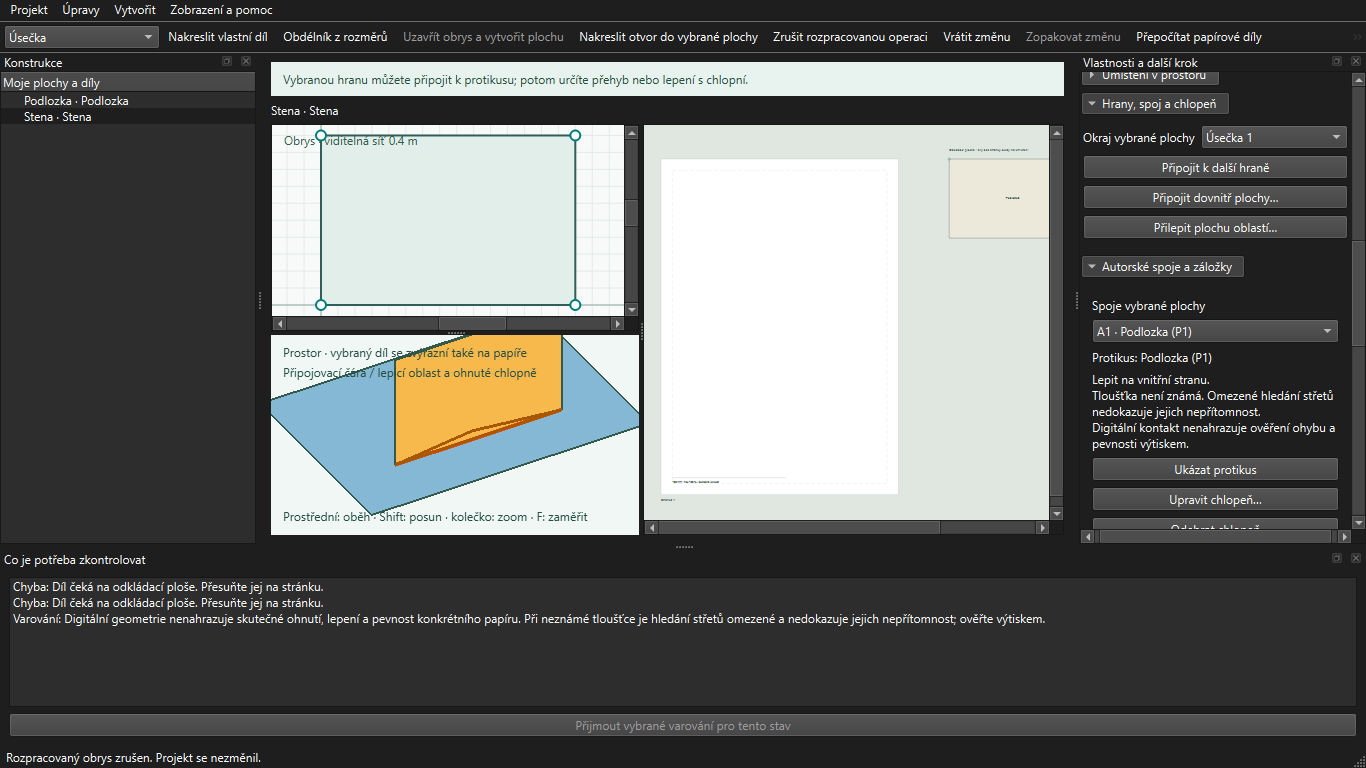 Projekt Úpravy Vytvořit Zobrazení a pomoc
Úsečka Nakreslit vlastní díl Obdélník z rozměrů Uzavřít obrys a vytvořit plochu Nakreslit otvor do vybrané plochy Zrušit rozpracovanou operaci Vrátit změnu Zopakovat změnu Přepočítat papírové díly
Konstrukce
Moje plochy a díly
Podlozka · Podlozka
Stena · Stena
Vybranou hranu můžete připojit k protikusu; potom určíte přehyb nebo lepení s chlopní.
Stena · Stena
Obrys · viditelná síť 0.4 m
Prostor · vybraný díl se zvýrazní také na papíře
Připojovací čára / lepicí oblast a ohnuté chlopně
Prostřední: oběh · Shift: posun · kolečko: zoom · F: zaměřit
Vlastnosti a další krok
Umístění v prostoru
Hrany, spoj a chlopeň
Okraj vybrané plochy Úsečka 1
Připojit k další hraně
Připojit dovnitř plochy...
Přilepit plochu oblastí...
Autorské spoje a záložky
Spoje vybrané plochy
A1 · Podlozka (P1)
Protikus: Podlozka (P1)
Lepit na vnitřní stranu.
Tloušťka není známá. Omezené hledání střetů
nedokazuje jejich nepřítomnost.
Digitální kontakt nenahrazuje ověření ohybu a
pevnosti výtiskem.
Ukázat protikus
Upravit chlopeň...
Odebrat chlopeň
Co je potřeba zkontrolovat
Chyba: Díl čeká na odkládací ploše. Přesuňte jej na stránku.
Chyba: Díl čeká na odkládací ploše. Přesuňte jej na stránku.
Varování: Digitální geometrie nenahrazuje skutečné ohnutí, lepení a pevnost konkrétního papíru. Při neznámé tloušťce je hledání střetů omezené a nedokazuje jejich nepřítomnost; ověřte výtiskem.
Přijmout vybrané varování pro tento stav
Rozpracovaný obrys zrušen. Projekt se nezměnil.